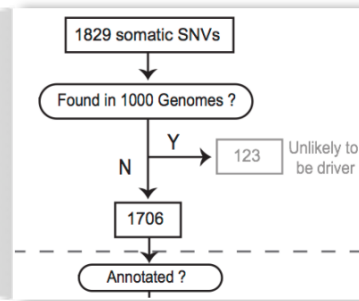 1829 somatic SNVs
Found in 1000 Genomes ?
Y
123
Unlikely to
be driver
N
1706
Annotated ?